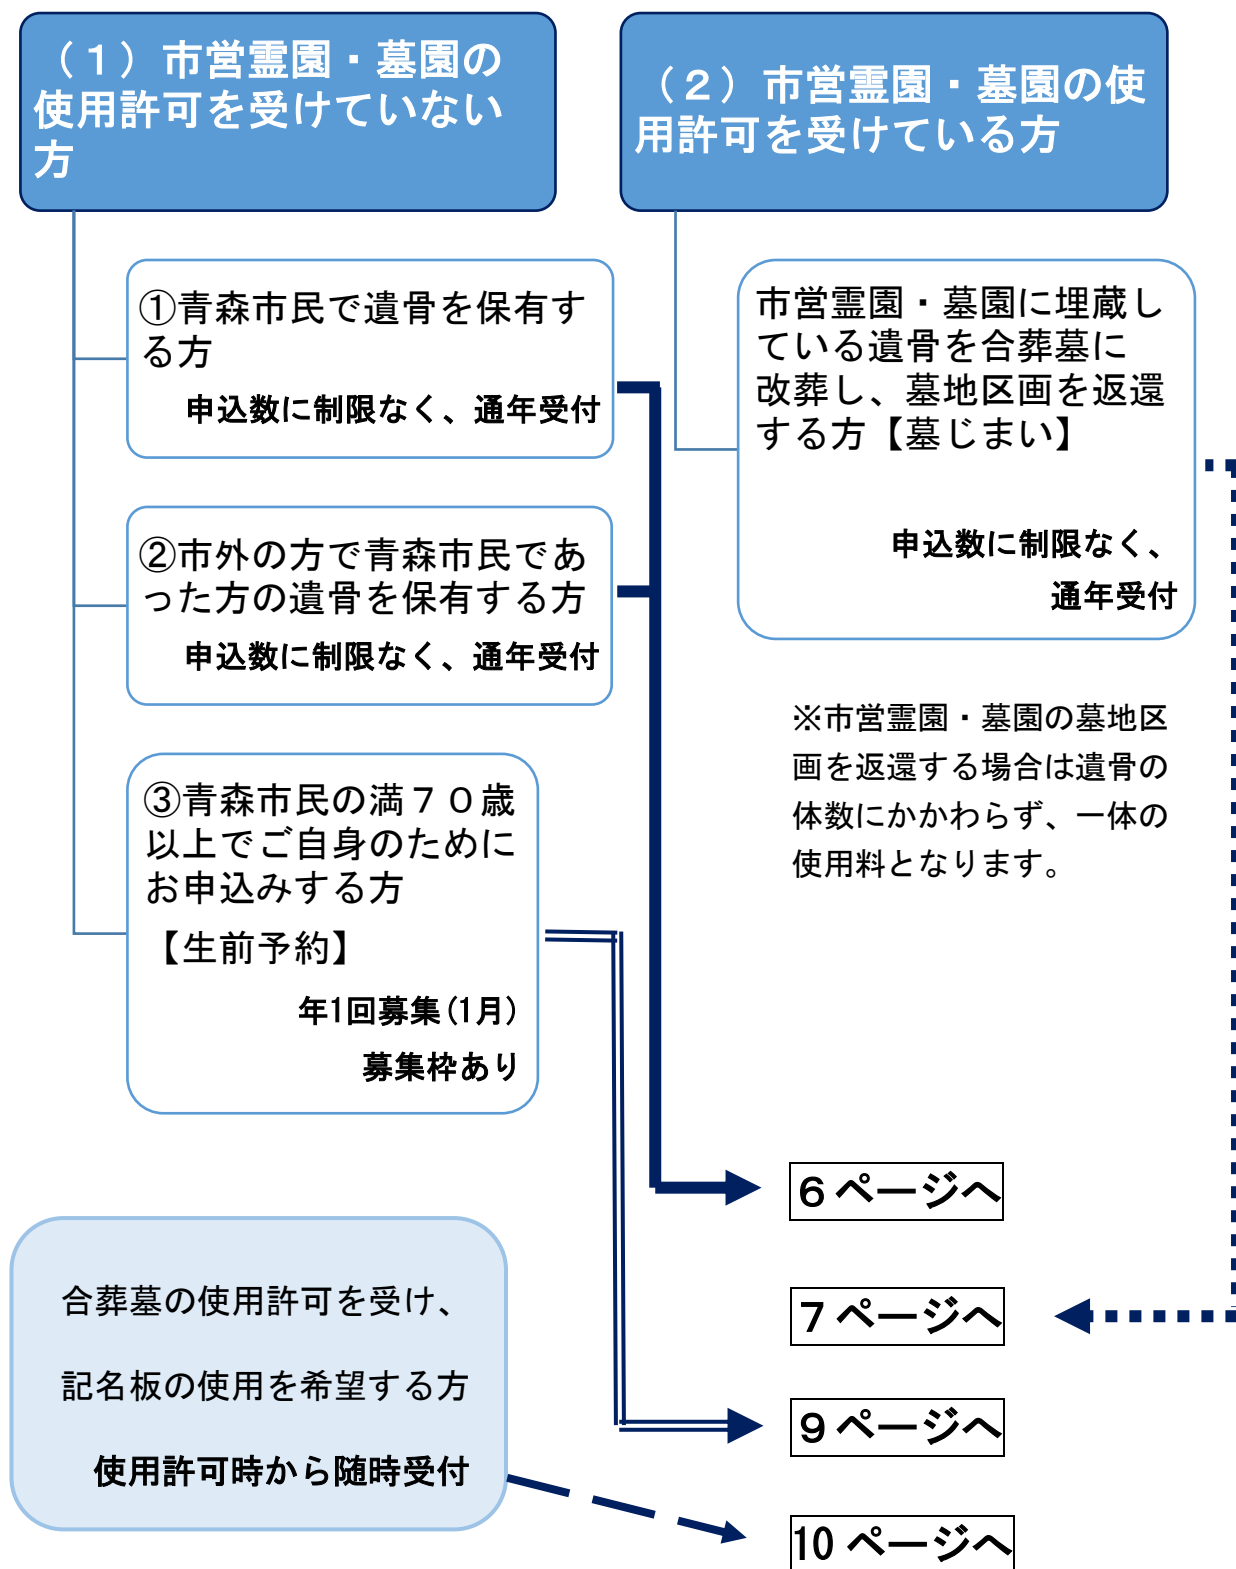 （１）市営霊園・墓園の
使用許可を受けていない
方
（２）市営霊園・墓園の使
用許可を受けている方
①青森市民で遺骨を保有す
る方
申込数に制限なく、通年受付
②市外の方で青森市民であ
った方の遺骨を保有する方
申込数に制限なく、通年受付
③青森市民の満７０歳
以上でご自身のために
お申込みする方
【生前予約】
年1回募集(1月)
募集枠あり
市営霊園・墓園に埋蔵し
ている遺骨を合葬墓に
改葬し、墓地区画を返還
する方【墓じまい】
申込数に制限なく、
通年受付
※市営霊園・墓園の墓地区
画を返還する場合は遺骨の
体数にかかわらず、一体の
使用料となります。
６ページへ
７ページへ
９ページへ
10 ページへ
合葬墓の使用許可を受け、
記名板の使用を希望する方
使用許可時から随時受付